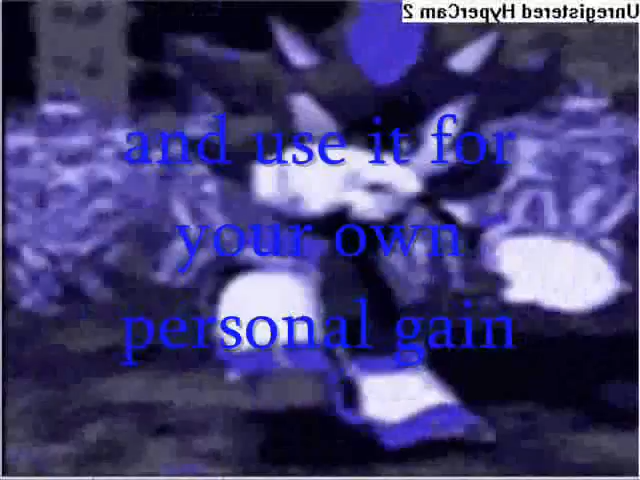 Unregistered HyperCam 2
and use it for
your own
personal gain